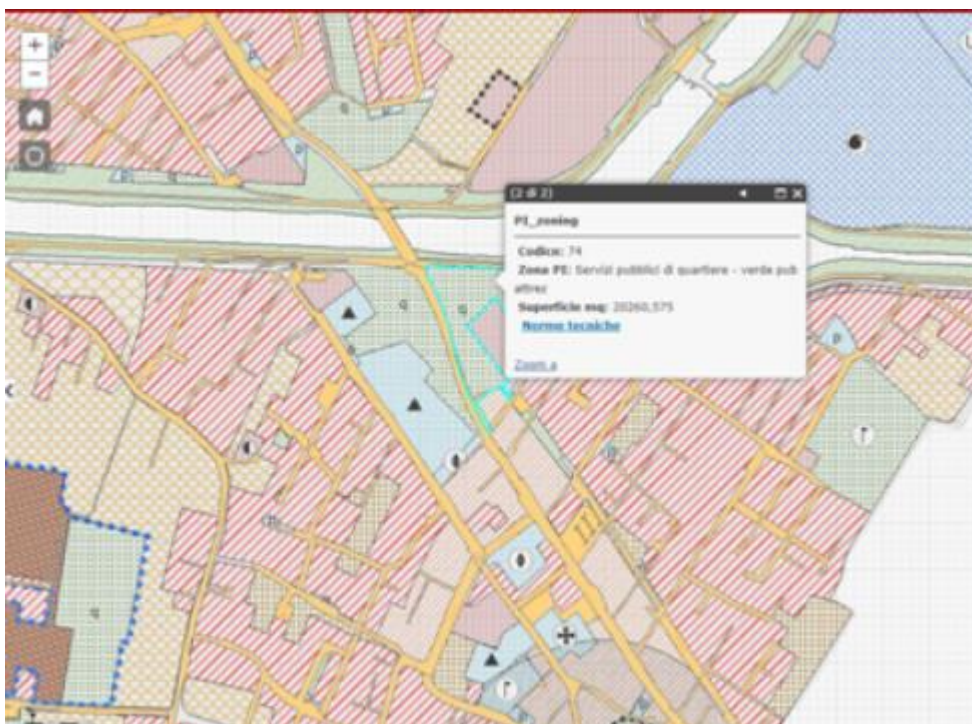 (2 di 2)
PI_zoning
Codice: 74
Zona PI: Servizi pubblici di quartiere - verde pub
attrez
Superficie mq: 20260,575
Norme tecniche
Zoom a